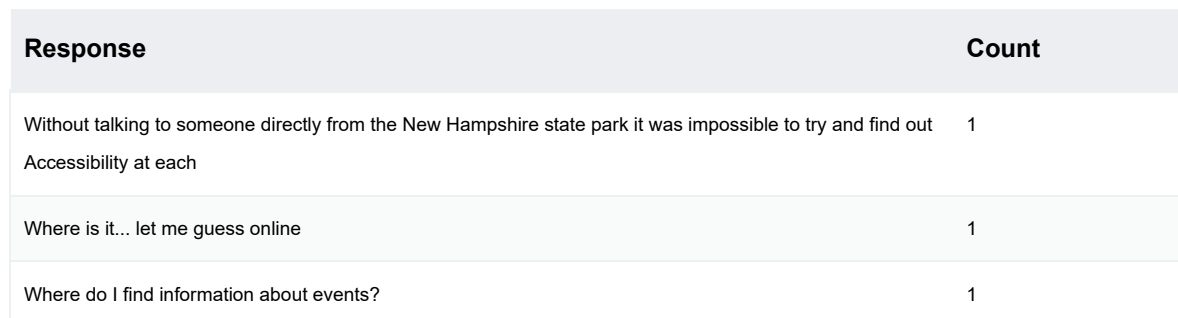 Response Count
Without talking to someone directly from the New Hampshire state park it was impossible to try and find out 1
Accessibility at each
Where is it... let me guess online 1
Where do I find information about events? 1